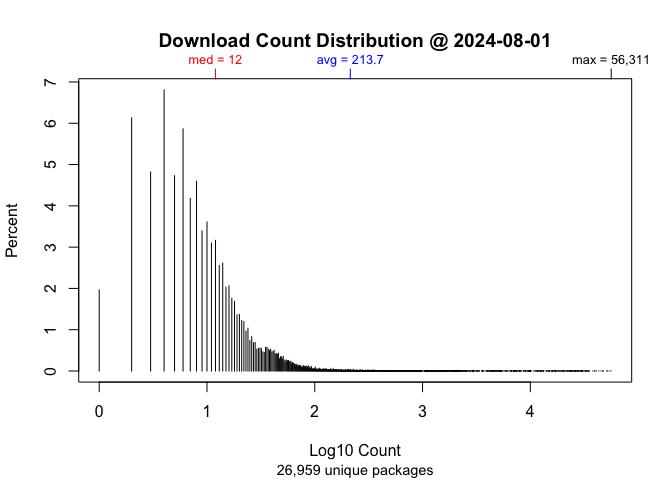 Download Count Distribution @ 2024-08-01
med = 12 avg = 213.7 max = 56,311
7
6
5
4
3
2
1
0
Percent
0 1 2 3 4
Log10 Count
26,959 unique packages